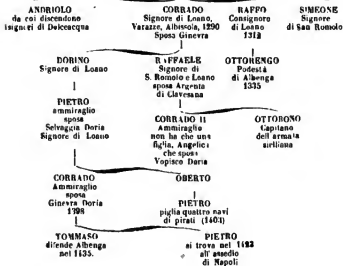 ANDRIOLO
da cui discendono
i signori di Dolceacqua
CORRADO
Signore di Loano,
Varazze, Albissola, 1290
Sposa Ginevra
RAFFO
Consignore
di Loano
1312
SIMEONE
Signore
di San Romolo
DORINO
Signore di Loano
RAFFAELE
Signore di
S. Romolo e Loano
sposa Argenta
di Clavesana
OTTORENGO
Podestà
di Albenga
1335
PIETRO
ammiraglio
sposa
Selvaggia Doria
Signore di Loano
CORRADO II
Ammiraglio
non ha che una
figlia, Angelica
che sposa
Vopisco Doria
OTTOBONO
Capitano
dell'armata
siciliana
CORRADO
Ammiraglio
sposa
Ginevra Doria
1398
OBERTO
PIETRO
piglia quattro navi
di pirati (1403)
TOMMASO
difende Albenga
nel 1435.
PIETRO
si trova nel
all'assedio
di Napoli